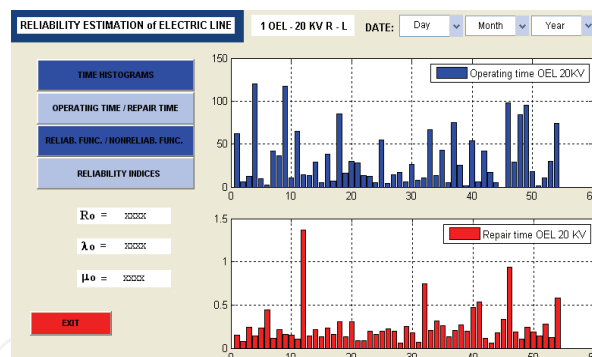 RELIABILITY ESTIMATION of ELECTRIC LINE
1 OEL - 20 KV R - L
DATE:
Day
Month
Year
TIME HISTOGRAMS
OPERATING TIME / REPAIR TIME
RELIAB. FUNC. / NONRELIAB. FUNC.
RELIABILITY INDICES
Ro = xxxx
λo = xxxx
μo = xxxx
EXIT
150
100
50
0
Operating time OEL 20KV
0 10 20 30 40 50 6
1.5
1
0.5
0
Repair time OEL 20 KV
0 10 20 30 40 50 6